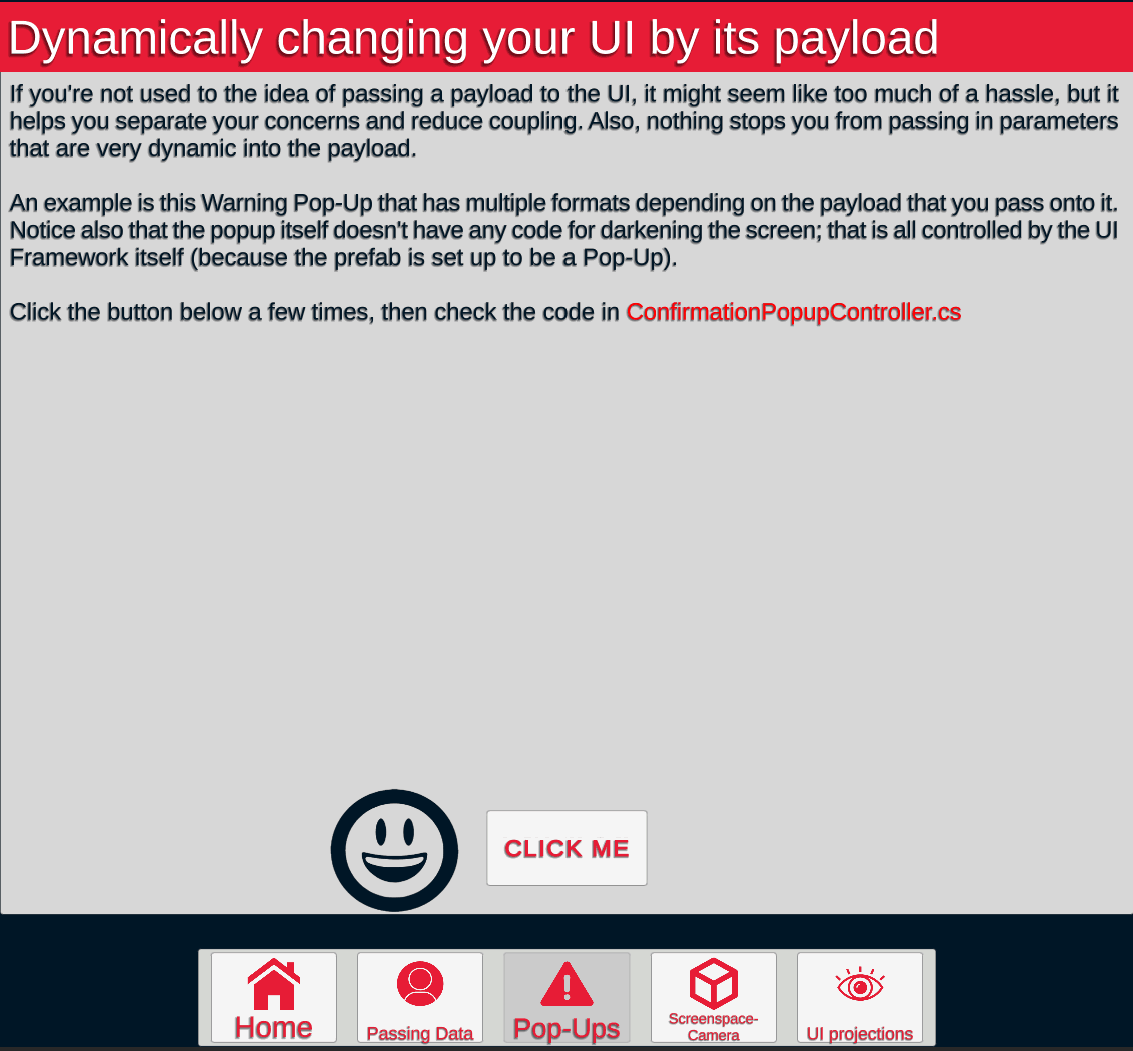 Dynamically changing your UI by its payload
If you're not used to the idea of passing a payload to the UI, it might seem like too much of a hassle, but it
helps you separate your concerns and reduce coupling. Also, nothing stops you from passing in parameters
that are very dynamic into the payload.
An example is this Warning Pop-Up that has multiple formats depending on the payload that you pass onto it.
Notice also that the popup itself doesn't have any code for darkening the screen; that is all controlled by the UI
Framework itself (because the prefab is set up to be a Pop-Up).
Click the button below a few times, then check the code in ConfirmationPopupController.cs
CLICK ME
Home
Passing Data
Pop-Ups
Screenspace-
Camera
UI projections